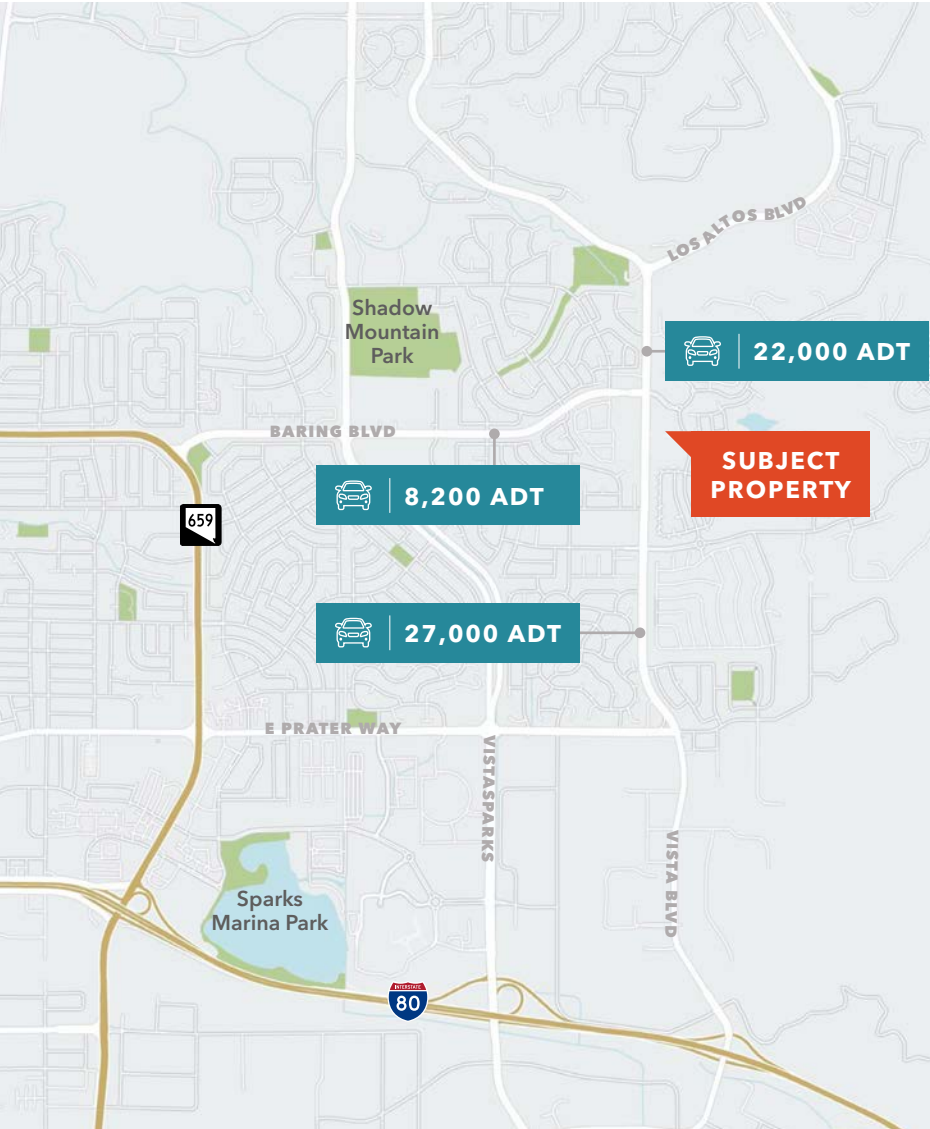 LOS ALTOS BLVD
Shadow
Mountain
Park
22,000 ADT
BARING BLVD
SUBJECT
PROPERTY
8,200 ADT
659
27,000 ADT
E PRATER WAY
VISTASPARKS
VISTA BLVD
Sparks
Marina Park
INTERSTATE
80